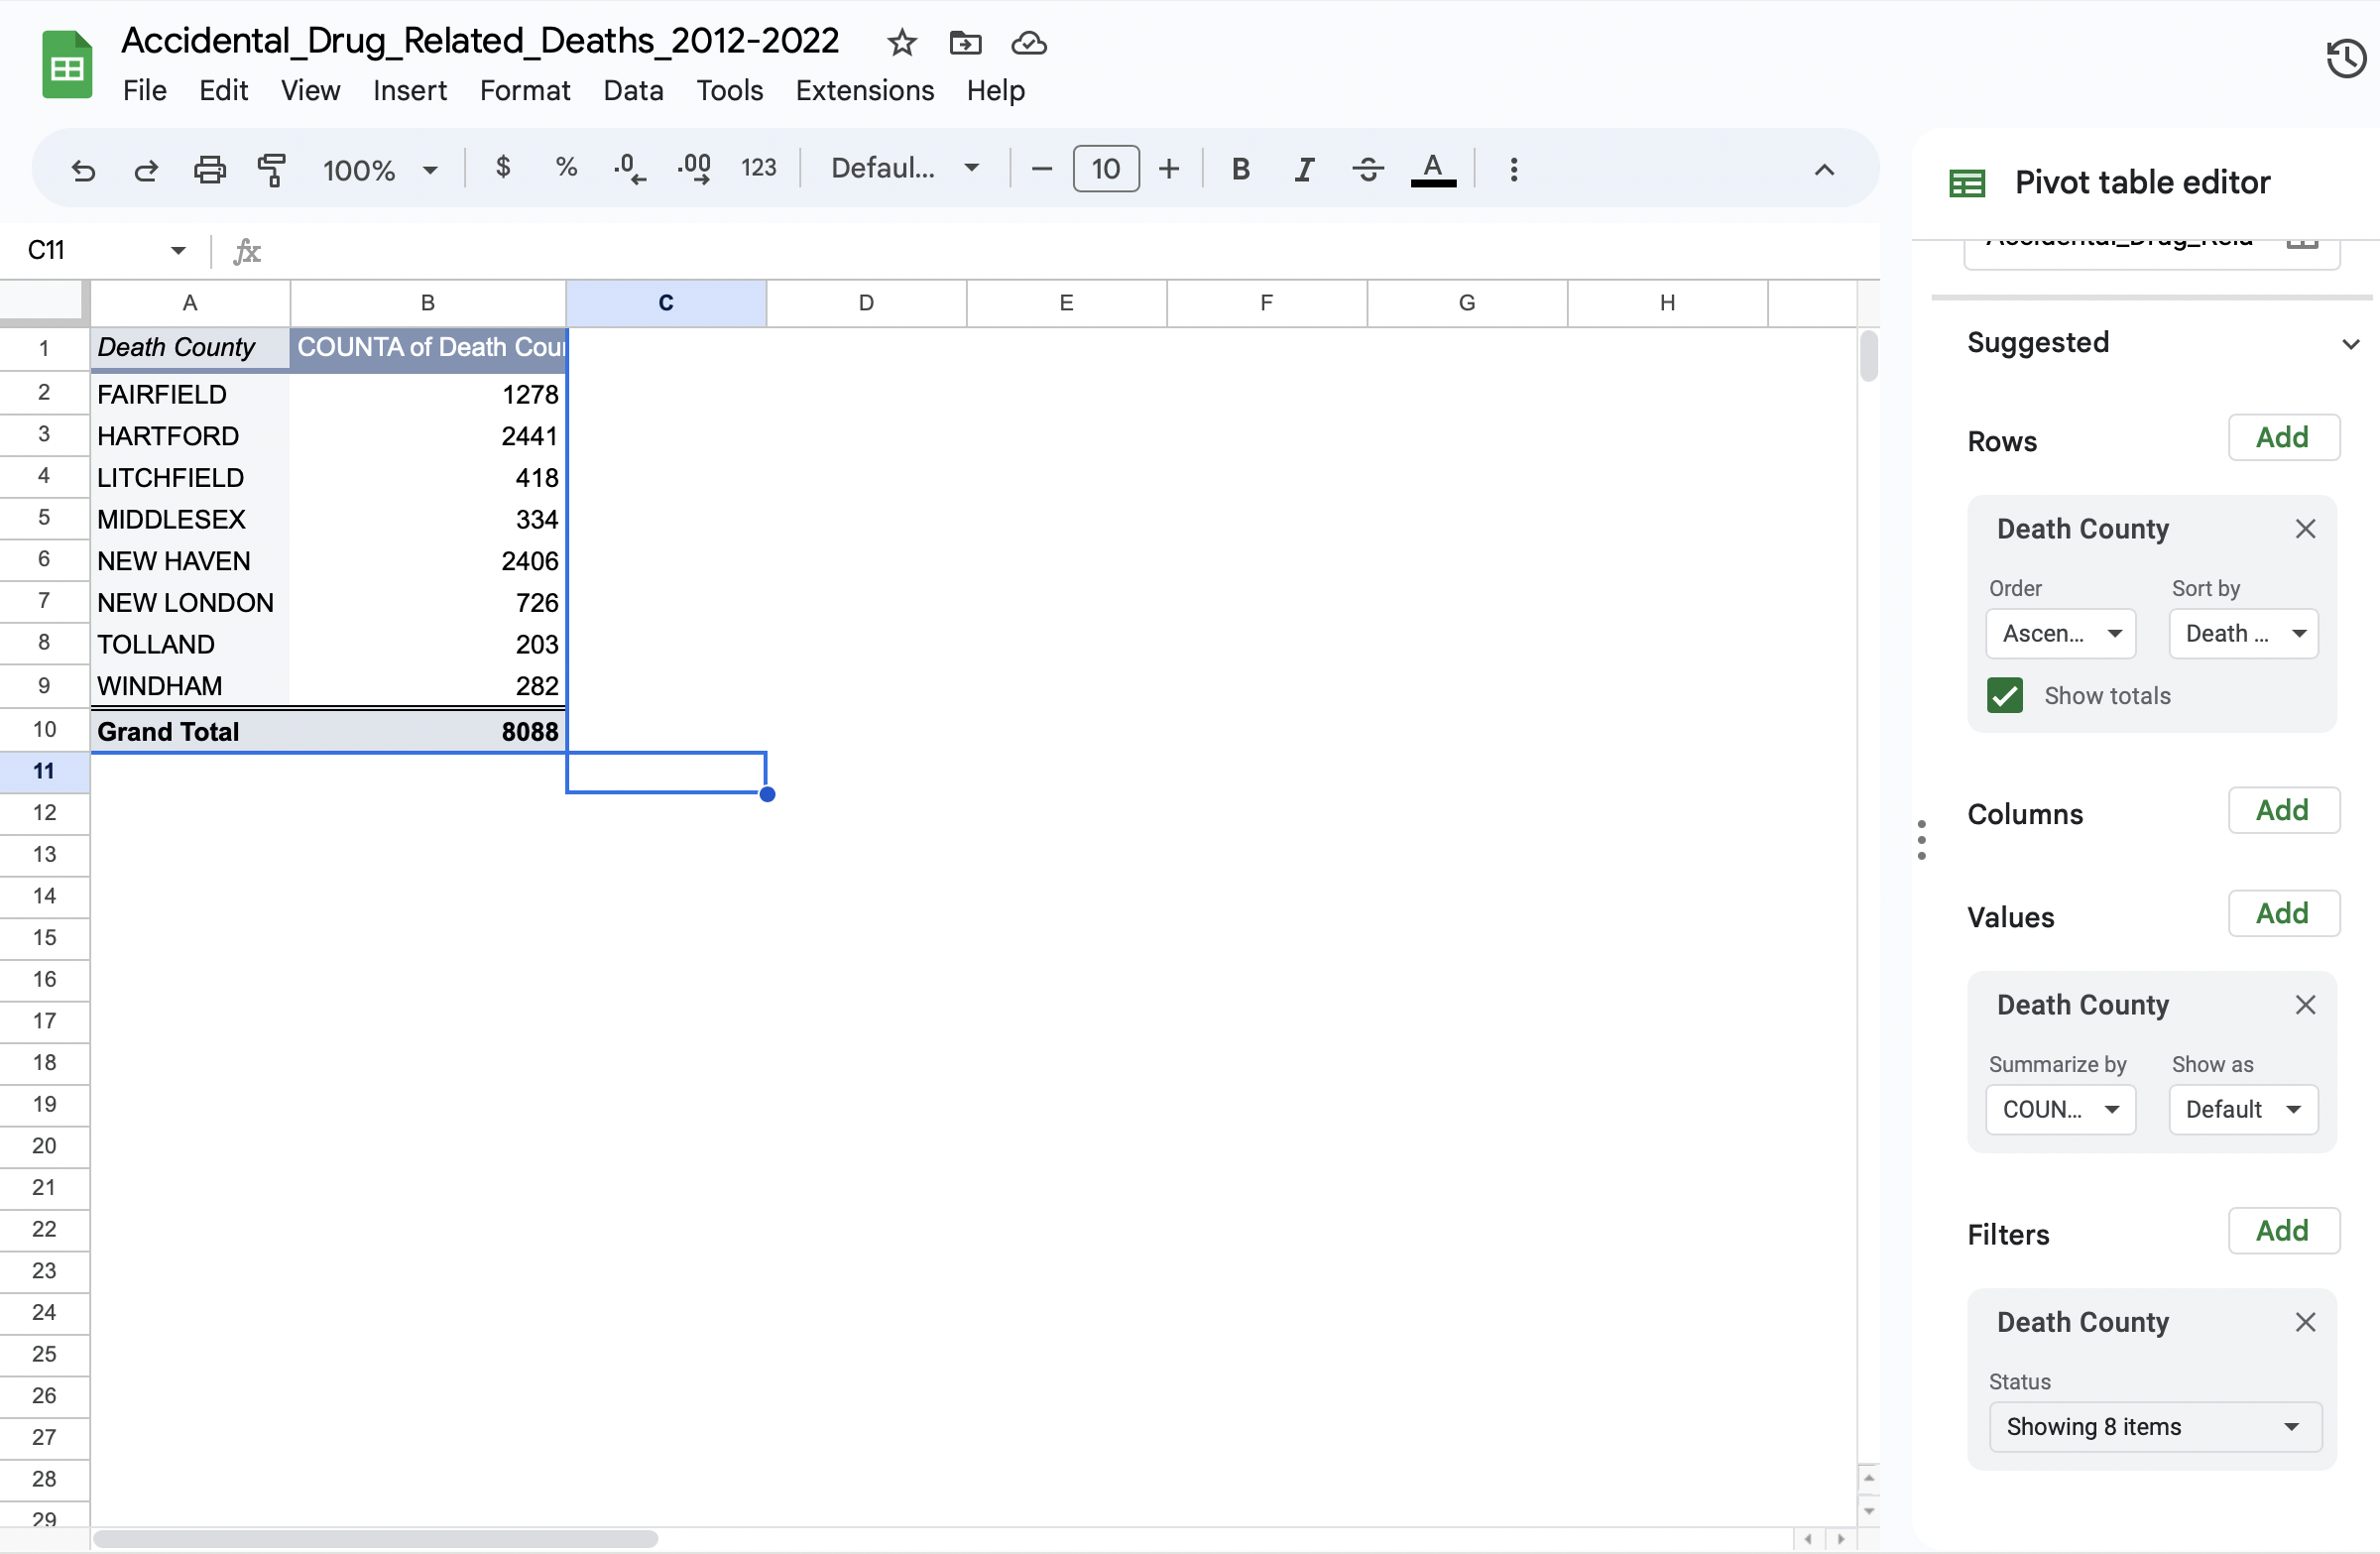 Accidental_Drug_Related_Deaths_2012-2022
File Edit View Insert Format Data Tools Extensions Help
100% $ % .0 .00 123 Defaul... 10 B I A
C11 fx
A B C D E F G H
1 Death County COUNTA of Death Cou
2 FAIRFIELD 1278
3 HARTFORD 2441
4 LITCHFIELD 418
5 MIDDLESEX 334
6 NEW HAVEN 2406
7 NEW LONDON 726
8 TOLLAND 203
9 WINDHAM 282
10 Grand Total 8088
11
12
13
14
15
16
17
18
19
20
21
22
23
24
25
26
27
28
29
Pivot table editor
Accidental_Drug_Rela
Suggested
Rows Add
Death County
Order Sort by
Ascen... Death ...
Show totals
Columns Add
Values Add
Death County
Summarize by Show as
COUN... Default
Filters Add
Death County
Status
Showing 8 items